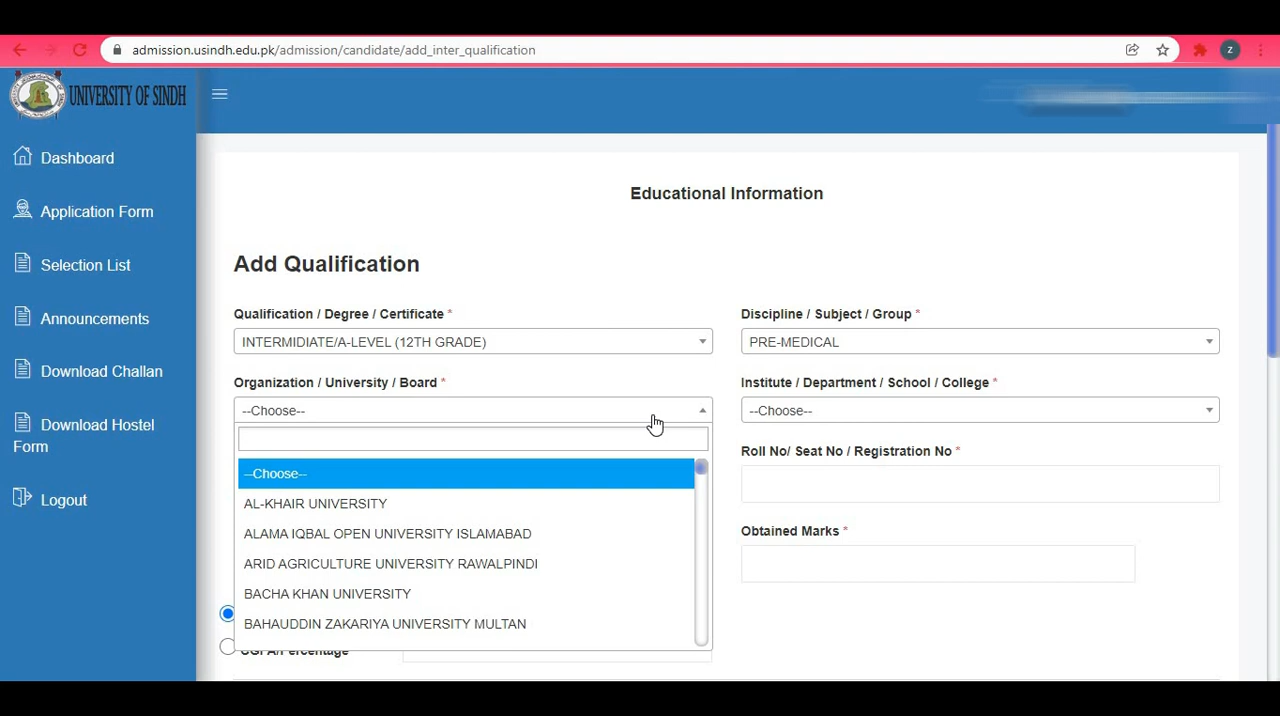 admission.usindh.edu.pk/admission/candidate/add_inter_qualification
Z
UNIVERSITY OF SINDH
Dashboard
Application Form
Selection List
Announcements
Download Challan
Download Hostel
Form
Logout
Educational Information
Add Qualification
Qualification / Degree / Certificate *
Discipline / Subject / Group *
INTERMIDIATE/A-LEVEL (12TH GRADE)
PRE-MEDICAL
Organization / University / Board *
Institute / Department / School / College *
--Choose--
--Choose--
Roll No/ Seat No / Registration No *
--Choose--
AL-KHAIR UNIVERSITY
ALAMA IQBAL OPEN UNIVERSITY ISLAMABAD
Obtained Marks *
ARID AGRICULTURE UNIVERSITY RAWALPINDI
BACHA KHAN UNIVERSITY
BAHAUDDIN ZAKARIYA UNIVERSITY MULTAN
CGPA/Percentage